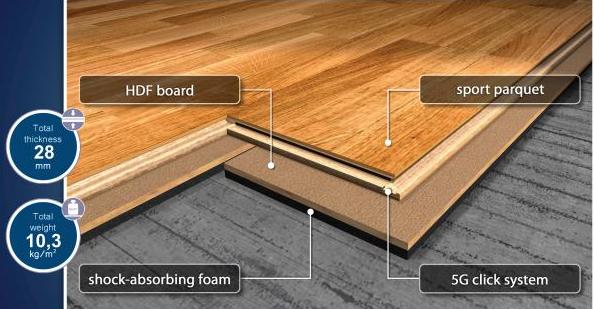 HDF board
sport parquet
Total
thickness
28
mm
Total
weight
10,3
kg/m²
shock-absorbing foam
5G click system